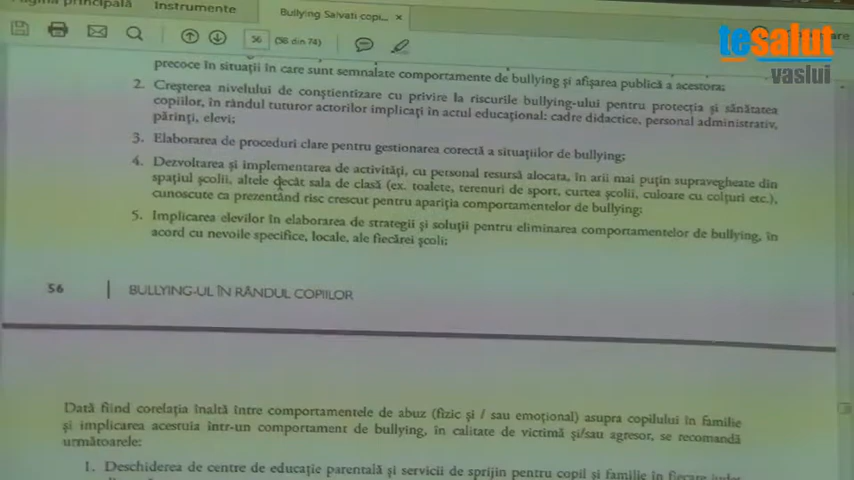 Pagina principală
Instrumente
Bullying Salvati copi... ×
36 (56 din 74)
tesalut
vaslui
precoce în situații în care sunt semnalate comportamente de bullying și afișarea publică a acestora;
2. Creșterea nivelului de conștientizare cu privire la riscurile bullying-ului pentru protecția și sănătatea
copiilor, în rândul tuturor actorilor implicați în actul educațional: cadre didactice, personal administrativ,
părinți, elevi;
3. Elaborarea de proceduri clare pentru gestionarea corectă a situațiilor de bullying;
4. Dezvoltarea și implementarea de activități, cu personal resursă alocata, în arii mai puțin supravegheate din
spațiul școlii, altele decât sala de clasă (ex. toalete, terenuri de sport, curtea școlii, culoare cu colțuri etc.),
cunoscute ca prezentând risc crescut pentru apariția comportamentelor de bullying;
5. Implicarea elevilor în elaborarea de strategii și soluții pentru eliminarea comportamentelor de bullying, în
acord cu nevoile specifice, locale, ale fiecărei școli;
56 | BULLYING-UL ÎN RÂNDUL COPIILOR
Dată fiind corelația înaltă între comportamentele de abuz (fizic și / sau emoțional) asupra copilului în familie
și implicarea acestuia într-un comportament de bullying, în calitate de victimă și/sau agresor, se recomandă
următoarele:
1. Deschiderea de centre de educație parentală și servicii de sprijin pentru copil și familie în fiecare